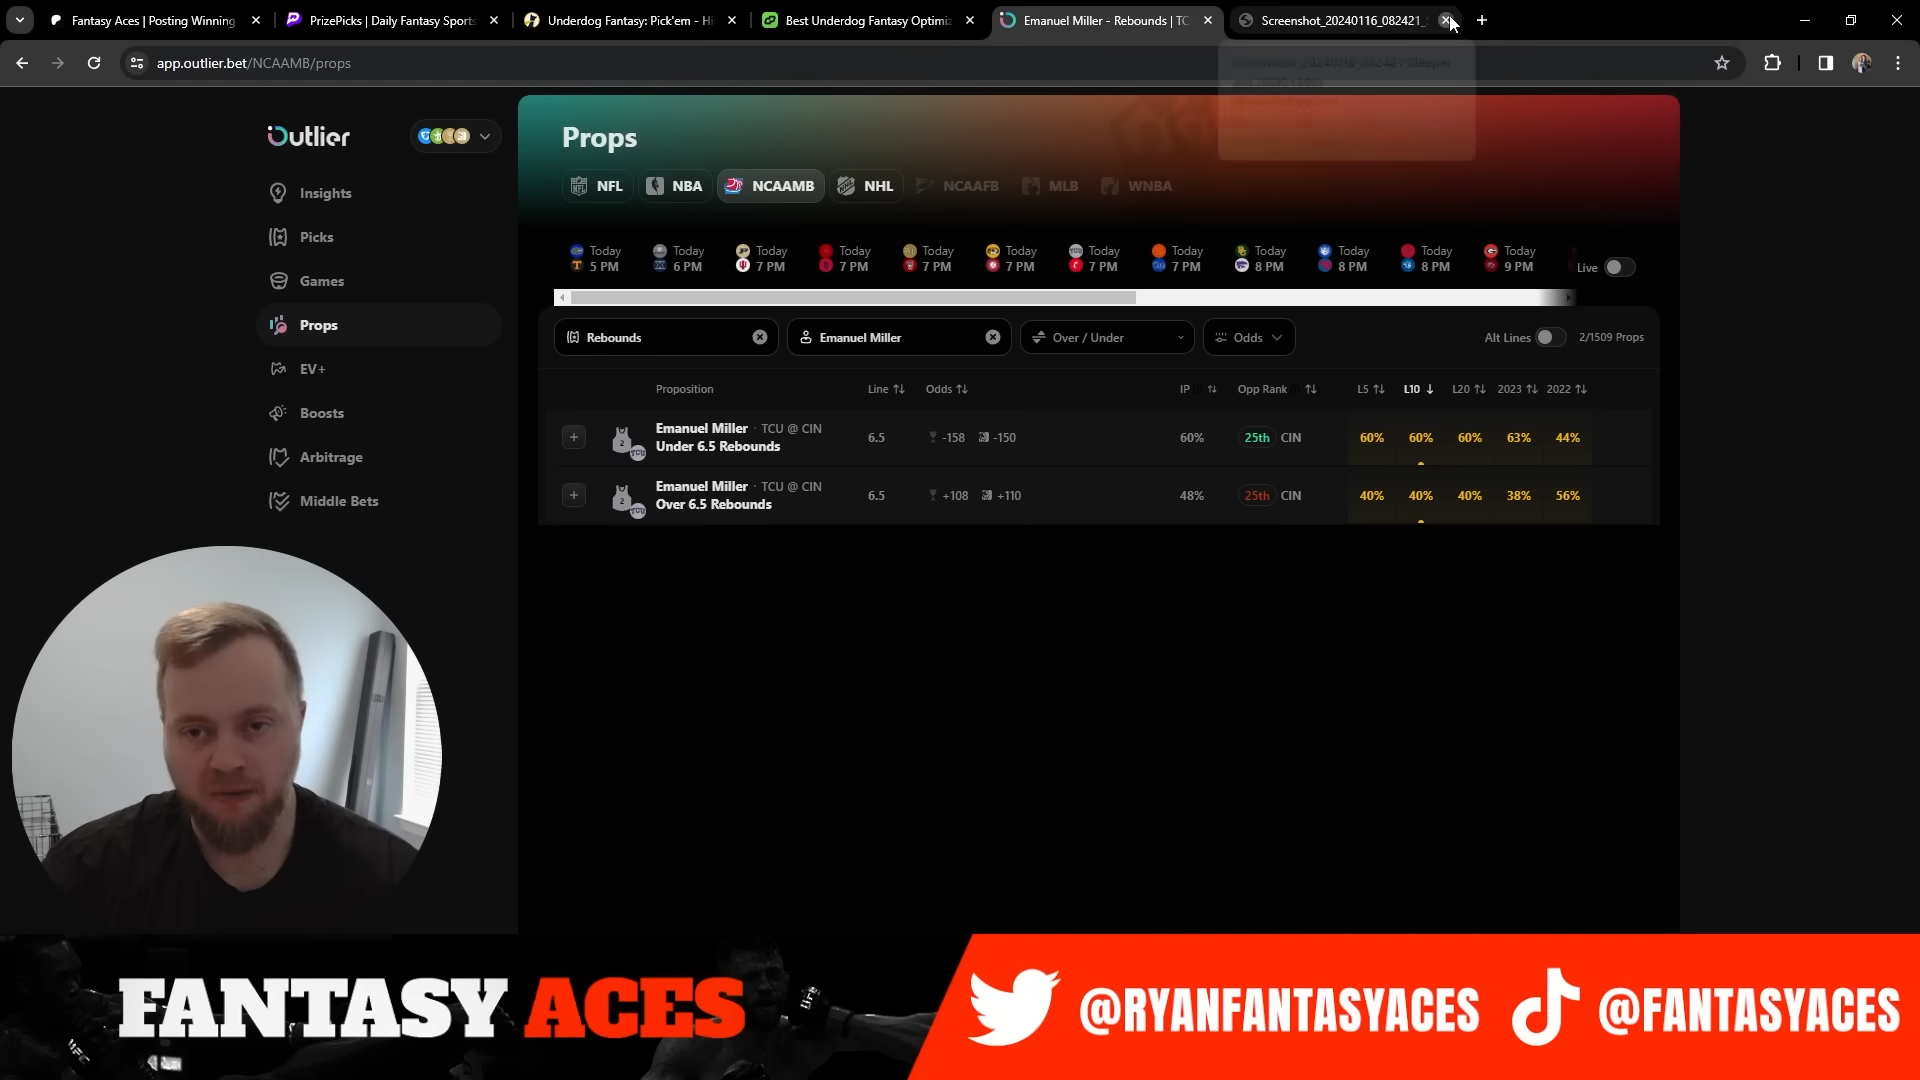 Fantasy Aces | Posting Winning
PrizePicks | Daily Fantasy Sports
Underdog Fantasy: Pick'em - Hi
Best Underdog Fantasy Optimiz
Emanuel Miller - Rebounds | TC
Screenshot_20240116_082421_
app.outlier.bet/NCAAMB/props
Outlier
Insights
Picks
Games
Props
EV+
Boosts
Arbitrage
Middle Bets
Props
NFL
NBA
NCAAMB
NHL
NCAAFB
MLB
WNBA
Today
5 PM
Today
6 PM
Today
7 PM
Today
7 PM
Today
7 PM
Today
7 PM
Today
7 PM
Today
7 PM
Today
8 PM
Today
8 PM
Today
8 PM
Today
9 PM
Live
Rebounds
Emanuel Miller
Over / Under
Odds
Alt Lines
2/1509 Props
Proposition Line Odds IP Opp Rank L5 L10 L20 2023 2022
Emanuel Miller · TCU @ CIN
Under 6.5 Rebounds
6.5 -158 -150 60% 25th CIN 60% 60% 60% 63% 44%
Emanuel Miller · TCU @ CIN
Over 6.5 Rebounds
6.5 +108 +110 48% 25th CIN 40% 40% 40% 38% 56%
FANTASY ACES
@RYANFANTASYACES
@FANTASYACES